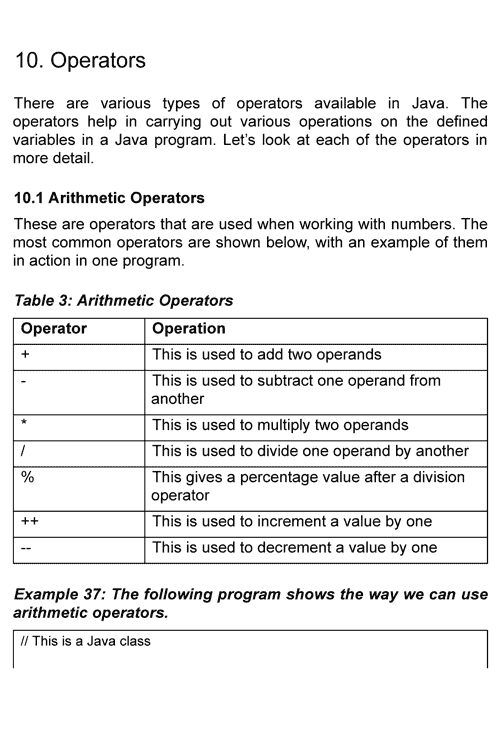 10. Operators
There are various types of operators available in Java. The
operators help in carrying out various operations on the defined
variables in a Java program. Let’s look at each of the operators in
more detail.
10.1 Arithmetic Operators
These are operators that are used when working with numbers. The
most common operators are shown below, with an example of them
in action in one program.
Table 3: Arithmetic Operators
Operator Operation
+ This is used to add two operands
- This is used to subtract one operand from
another
* This is used to multiply two operands
/ This is used to divide one operand by another
% This gives a percentage value after a division
operator
++ This is used to increment a value by one
-- This is used to decrement a value by one
Example 37: The following program shows the way we can use
arithmetic operators.
// This is a Java class